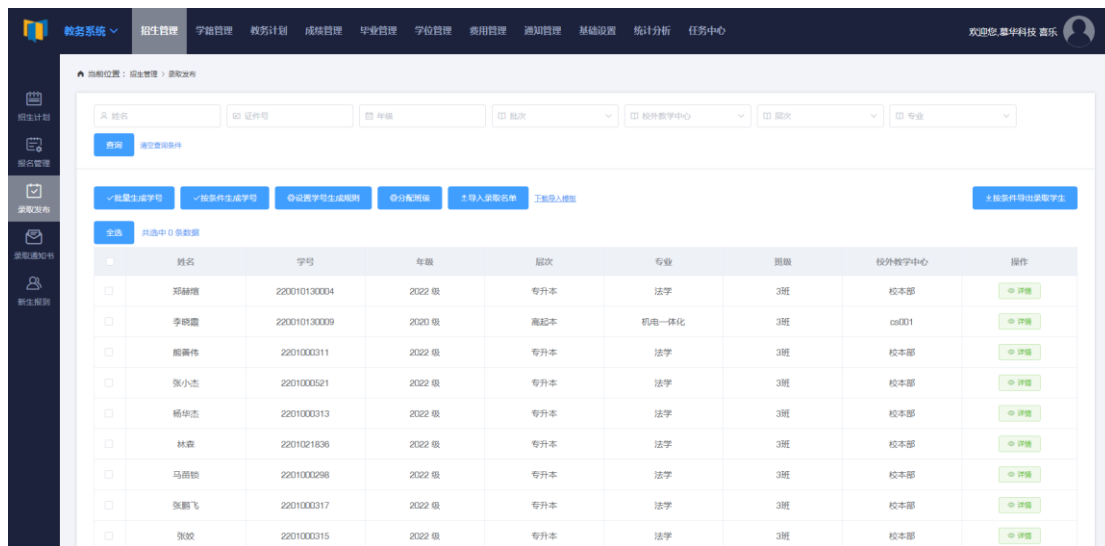 教务系统 招生管理 学籍管理 教务计划 成绩管理 毕业管理 学位管理 费用管理 通知管理 基础设置 统计分析 任务中心 欢迎您,慕华科技 喜乐
当前位置： 招生管理 > 录取发布
招生计划
报名管理
录取发布
录取通知书
新生报到
姓名 证件号 年级 批次 校外教学中心 层次 专业
查询 清空查询条件
批量生成学号 按条件生成学号 设置学号生成规则 分配班级 导入录取名单 下载导入模板 按条件导出录取学生
全选 共选中 0 条数据
姓名 学号 年级 层次 专业 班级 校外教学中心 操作
郑赫熔 220010130004 2022 级 专升本 法学 3班 校本部 详情
李晓霞 220010130009 2020 级 高起本 机电一体化 3班 cs001 详情
熊善伟 2201000311 2022 级 专升本 法学 3班 校本部 详情
张小杰 2201000521 2022 级 专升本 法学 3班 校本部 详情
杨华杰 2201000313 2022 级 专升本 法学 3班 校本部 详情
林森 2201021836 2022 级 专升本 法学 3班 校本部 详情
马苗锁 2201000298 2022 级 专升本 法学 3班 校本部 详情
张鹏飞 2201000317 2022 级 专升本 法学 3班 校本部 详情
张姣 2201000315 2022 级 专升本 法学 3班 校本部 详情